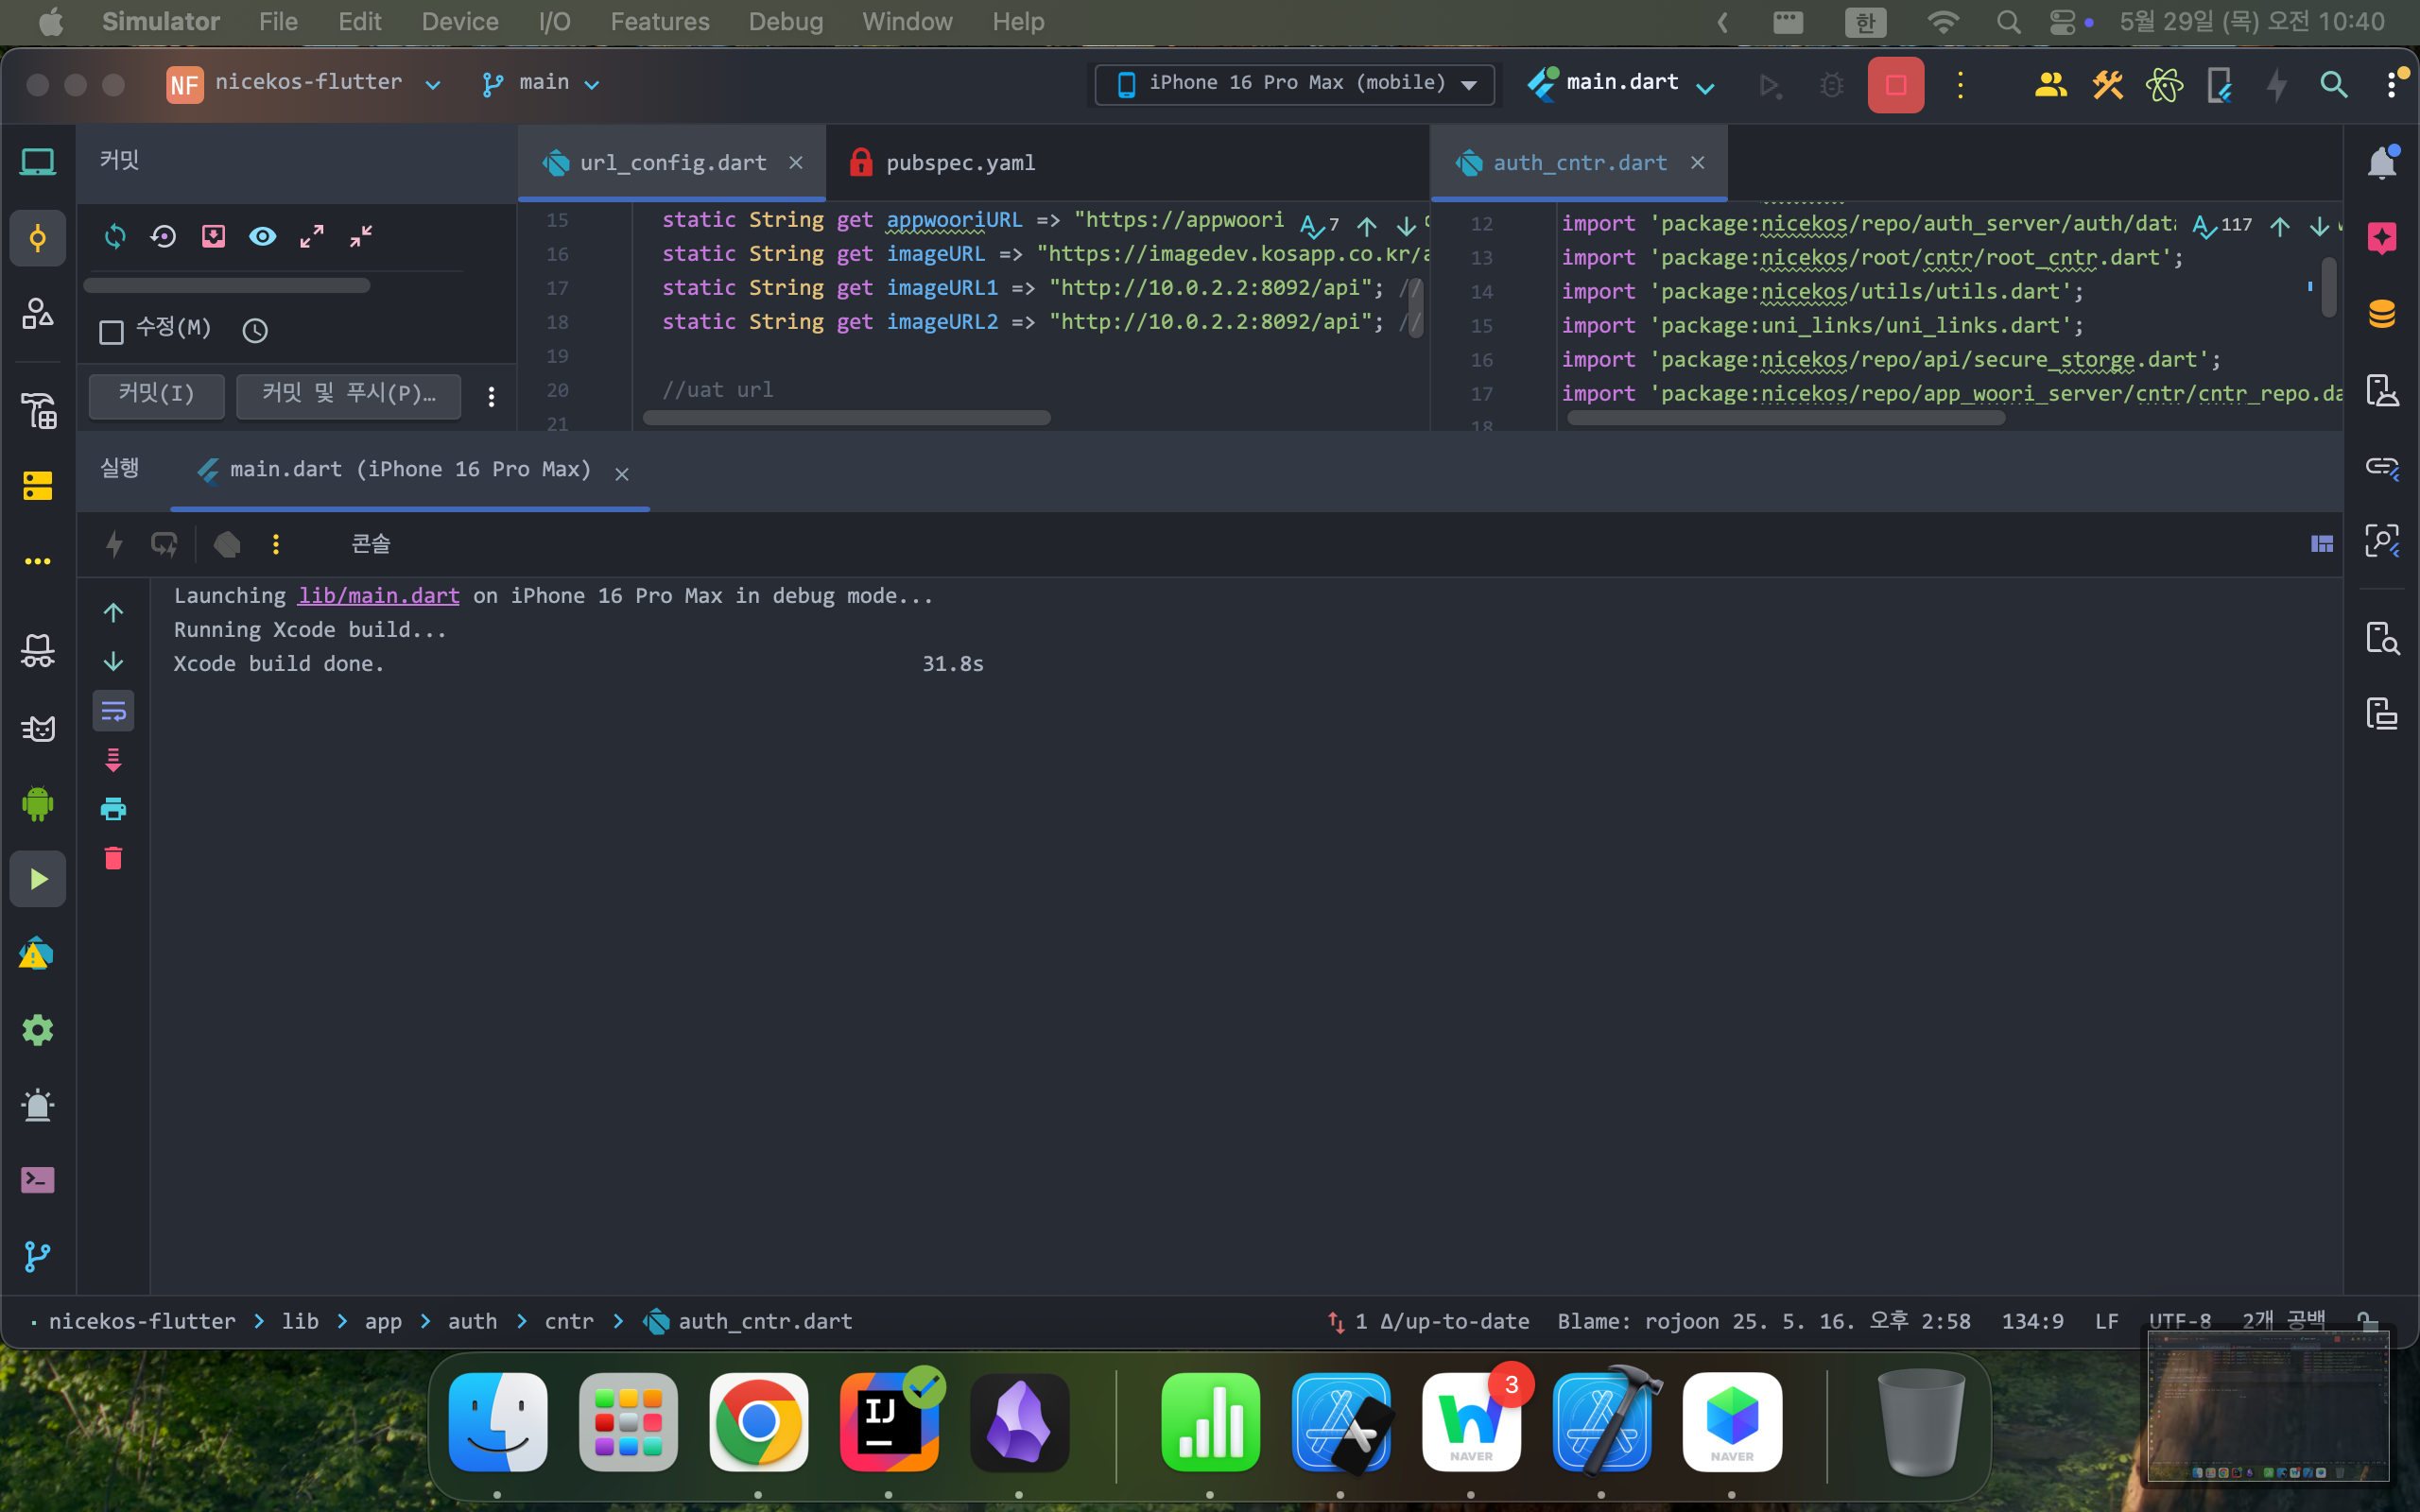 Simulator File Edit Device I/O Features Debug Window Help 한 5월 29일 (목) 오전 10:40
NF nicekos-flutter main iPhone 16 Pro Max (mobile) main.dart
커밋 url_config.dart pubspec.yaml auth_cntr.dart
15 static String get appwooriURL => "https://appwoori 7
16 static String get imageURL => "https://imagedev.kosapp.co.kr/a
17 static String get imageURL1 => "http://10.0.2.2:8092/api"; //
18 static String get imageURL2 => "http://10.0.2.2:8092/api"; //
19
20 //uat url
21
12 import 'package:nicekos/repo/auth_server/auth/data 117
13 import 'package:nicekos/root/cntr/root_cntr.dart';
14 import 'package:nicekos/utils/utils.dart';
15 import 'package:uni_links/uni_links.dart';
16 import 'package:nicekos/repo/api/secure_storge.dart';
17 import 'package:nicekos/repo/app_woori_server/cntr/cntr_repo.da
18
수정(M)
커밋(I) 커밋 및 푸시(P)...
실행 main.dart (iPhone 16 Pro Max)
콘솔
Launching lib/main.dart on iPhone 16 Pro Max in debug mode...
Running Xcode build...
Xcode build done. 31.8s
nicekos-flutter lib app auth cntr auth_cntr.dart 1 Δ/up-to-date Blame: rojoon 25. 5. 16. 오후 2:58 134:9 LF UTF-8 2개 공백
IJ 3
NAVER NAVER